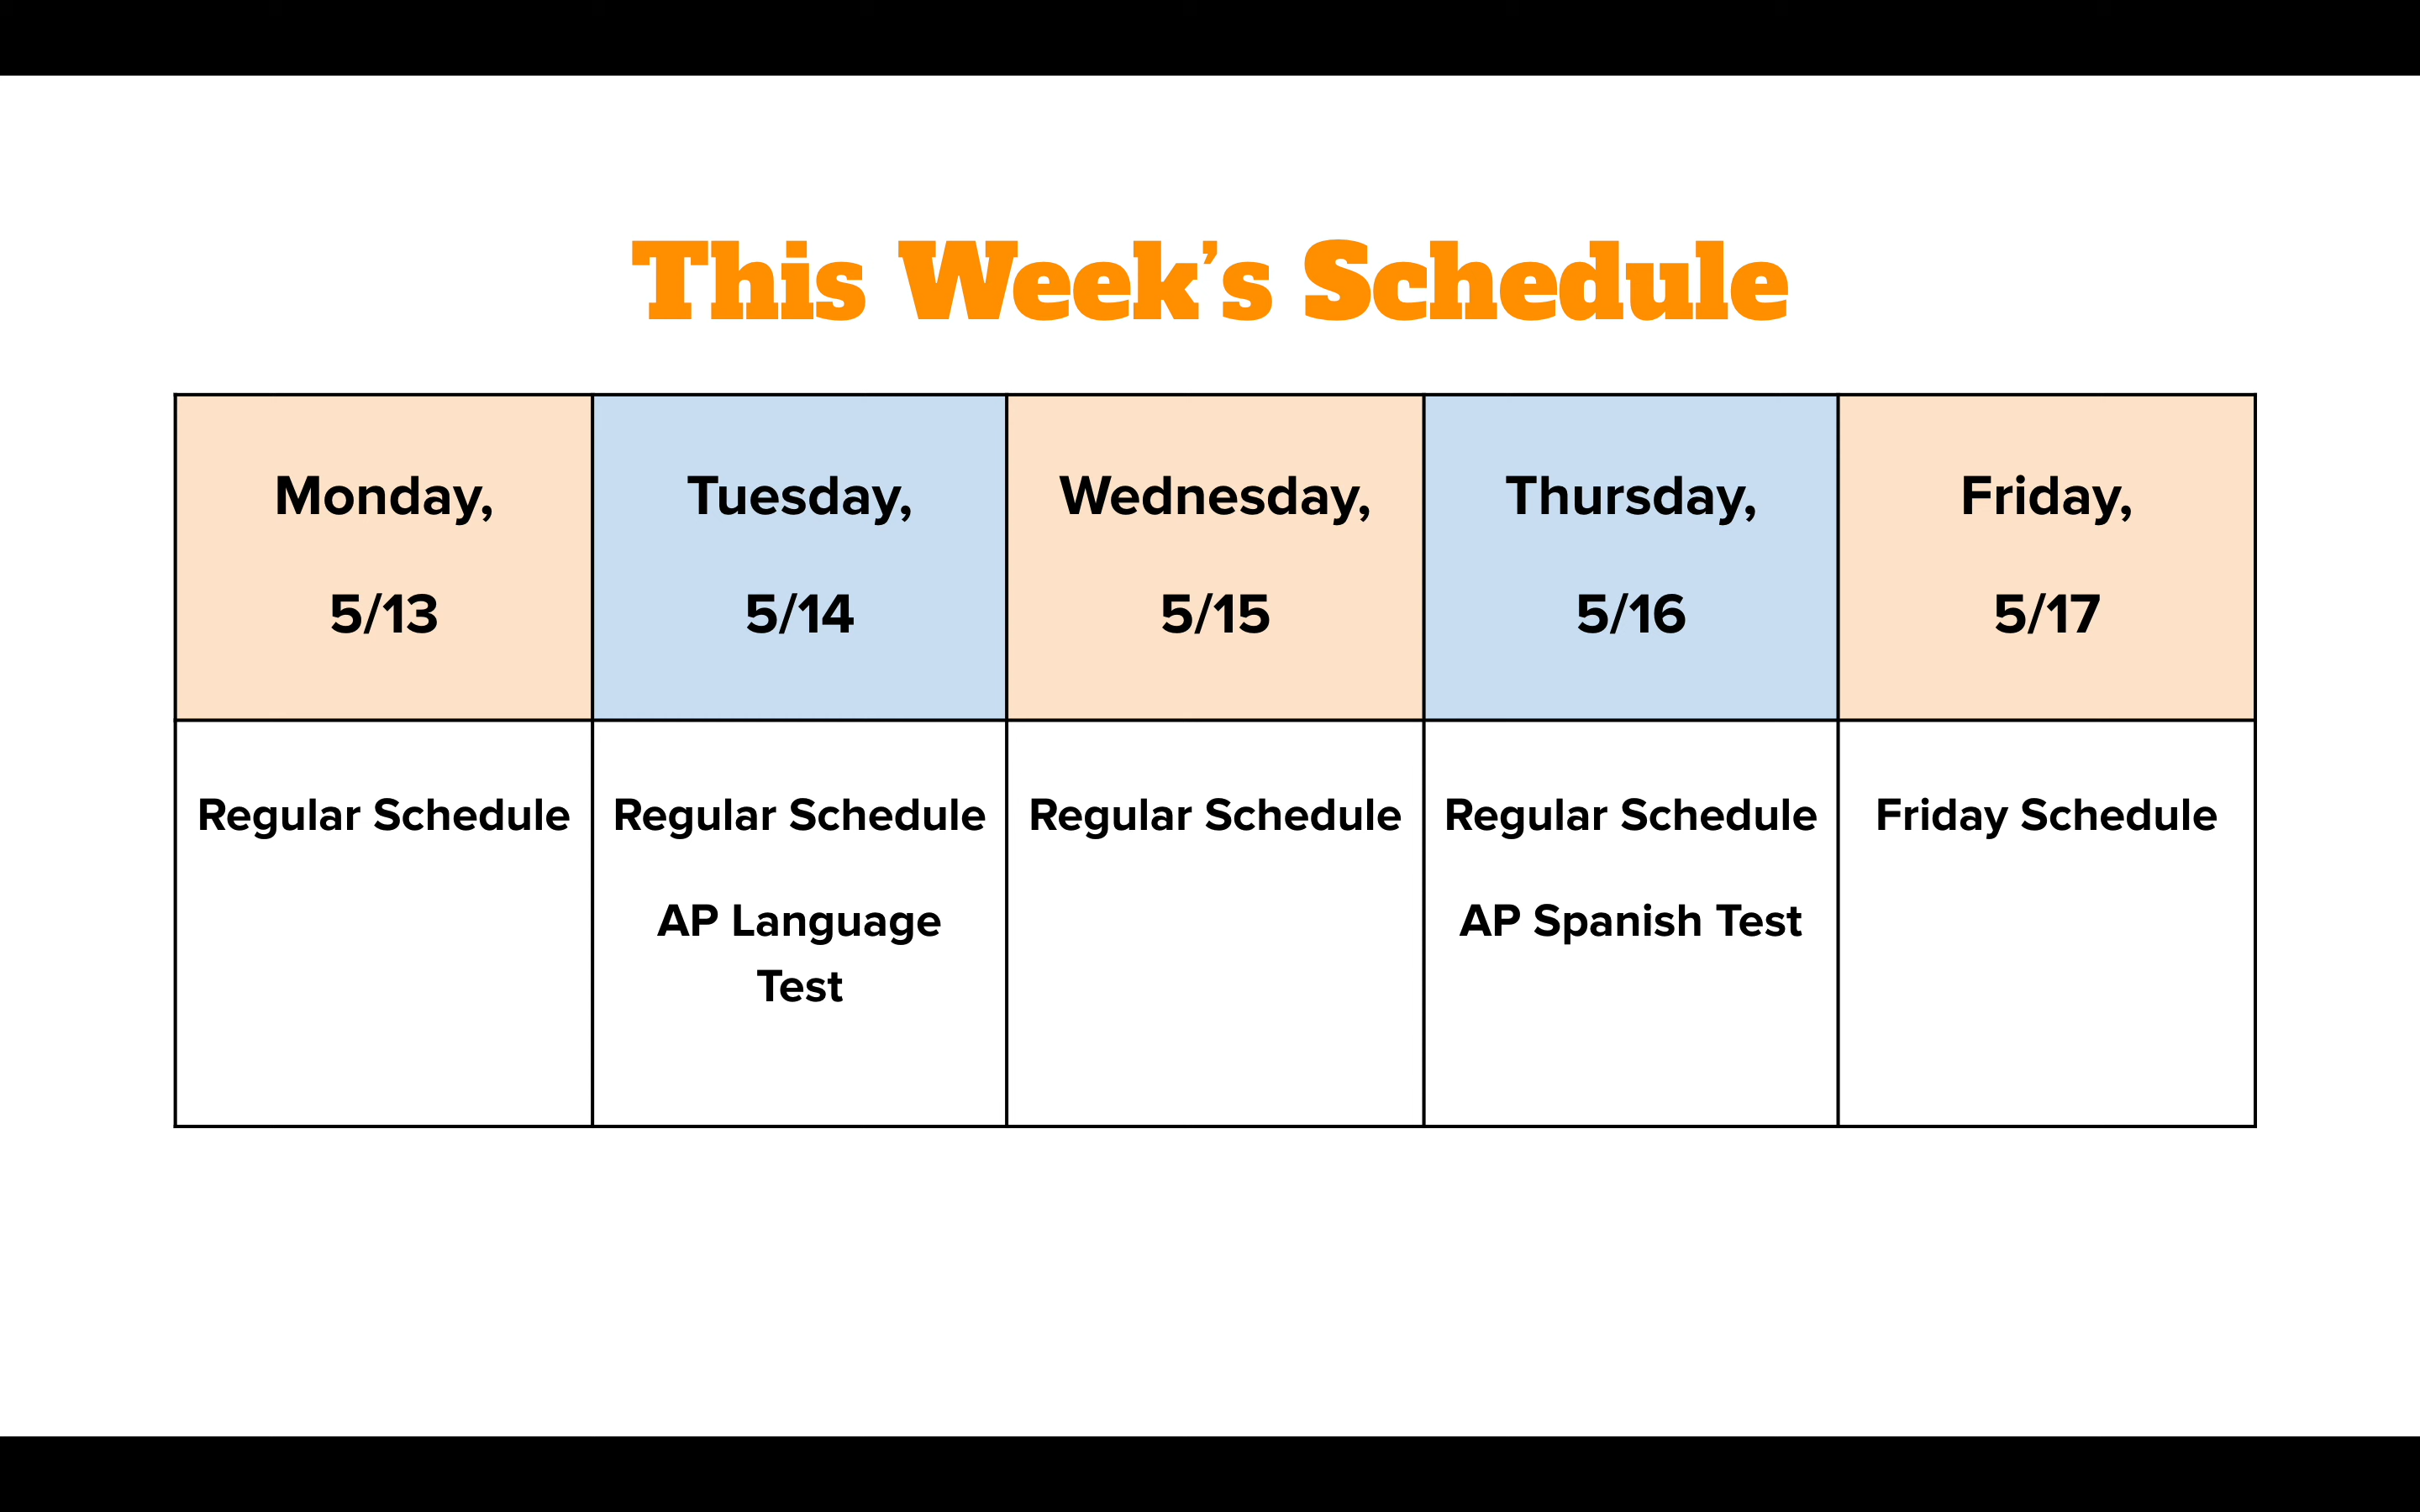 This Week's Schedule
Monday,
5/13
Tuesday,
5/14
Wednesday,
5/15
Thursday,
5/16
Friday,
5/17
Regular Schedule
Regular Schedule
AP Language
Test
Regular Schedule
Regular Schedule
AP Spanish Test
Friday Schedule